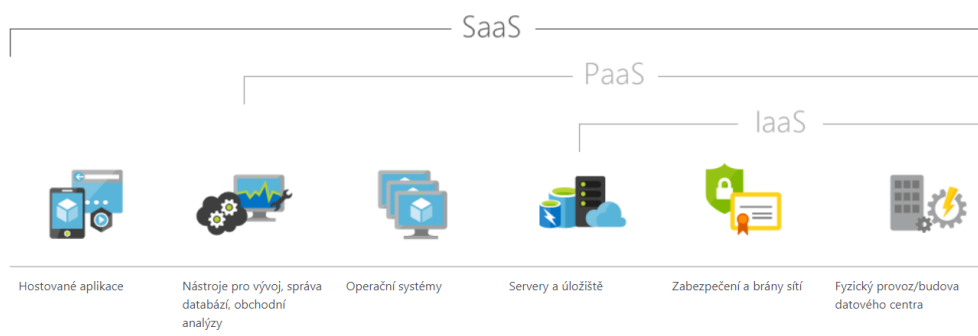 SaaS
PaaS
IaaS
Hostované aplikace
Nástroje pro vývoj, správa
databází, obchodní
analýzy
Operační systémy
Servery a úložiště
Zabezpečení a brány sítí
Fyzický provoz/budova
datového centra